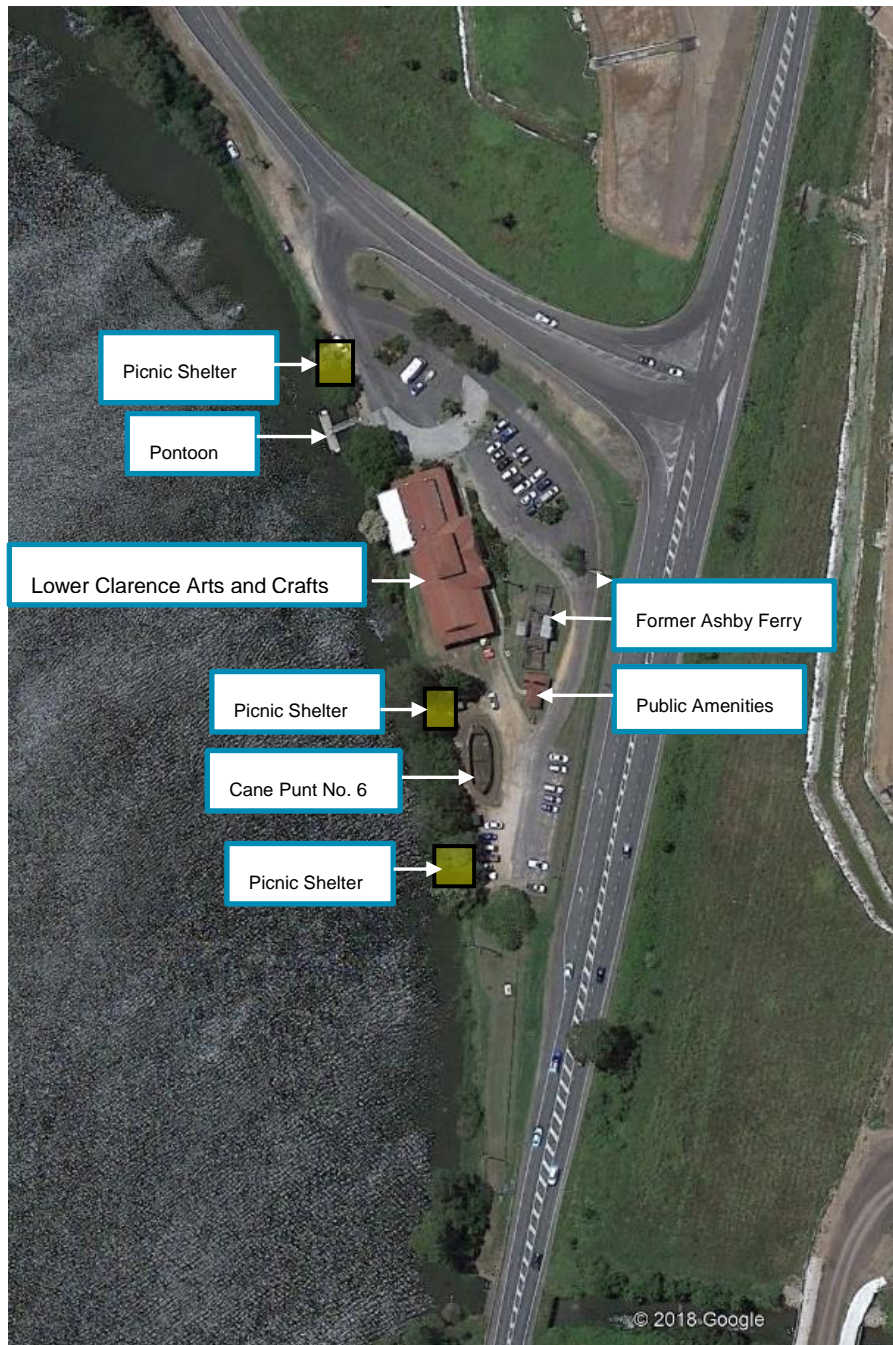 Picnic Shelter
Pontoon
Lower Clarence Arts and Crafts
Former Ashby Ferry
Public Amenities
Picnic Shelter
Cane Punt No. 6
Picnic Shelter
© 2018 Google